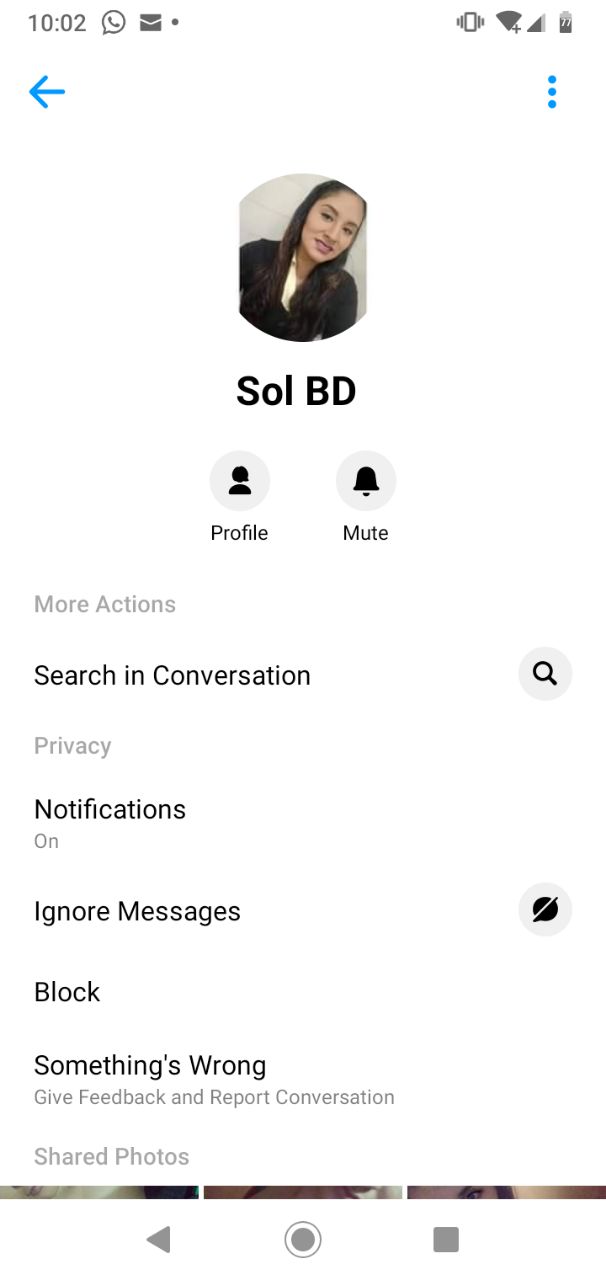 10:02
77
Sol BD
Profile
Mute
More Actions
Search in Conversation
Privacy
Notifications
On
Ignore Messages
Block
Something's Wrong
Give Feedback and Report Conversation
Shared Photos